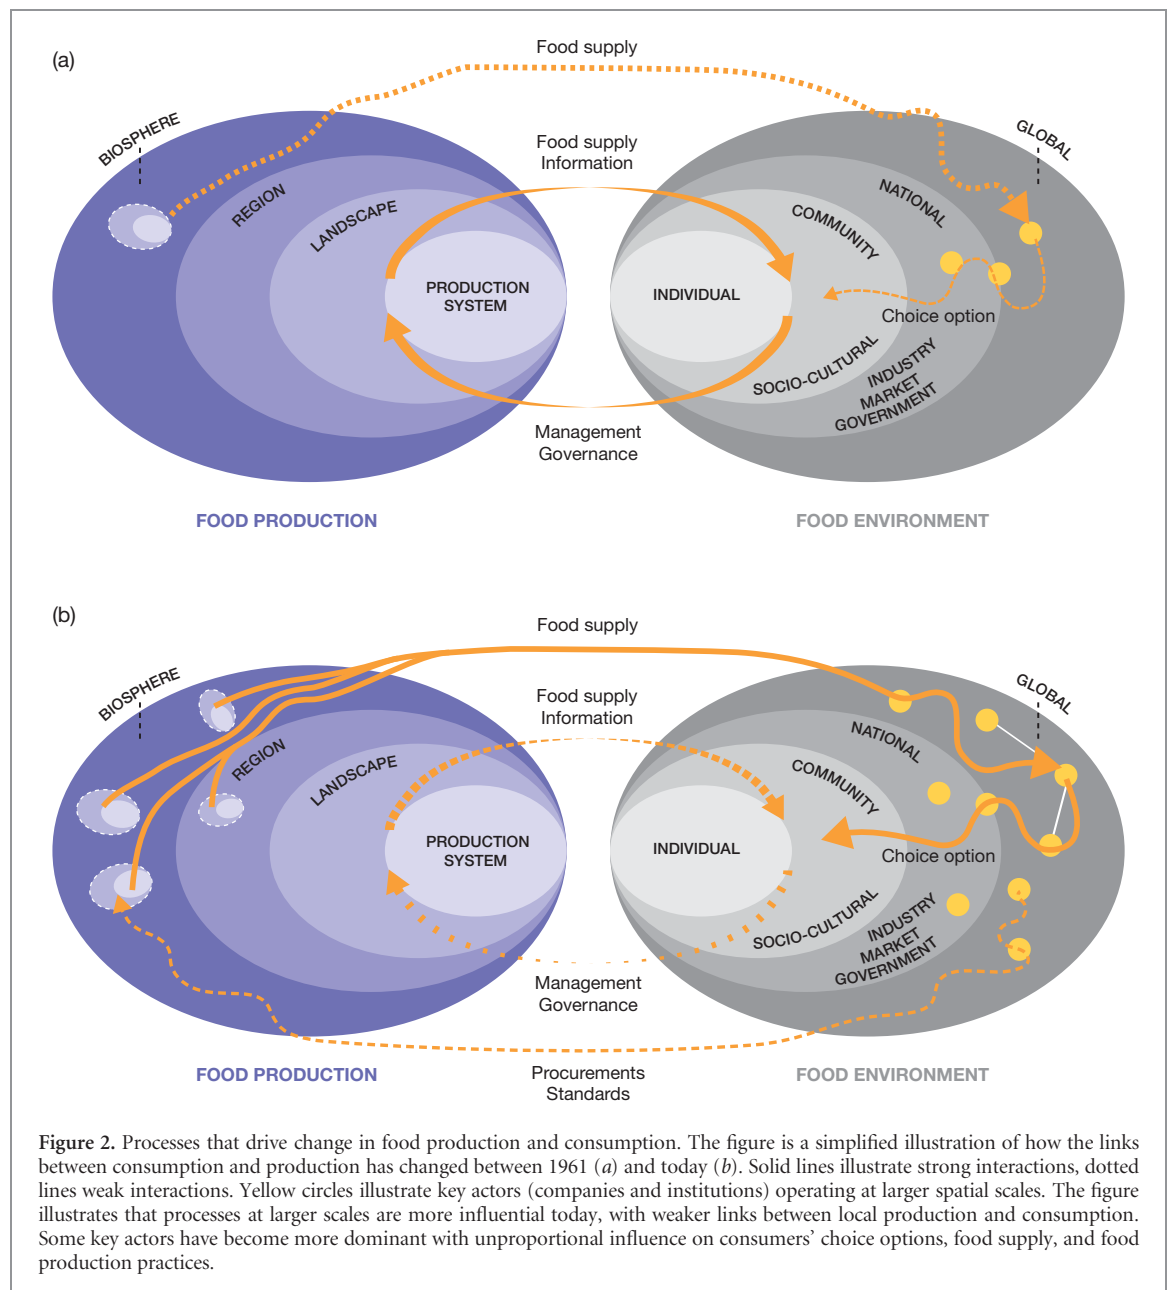 (a)
Food supply
BIOSPHERE
GLOBAL
Food supply
Information
REGION
LANDSCAPE
NATIONAL
COMMUNITY
PRODUCTION
SYSTEM
INDIVIDUAL
Choice option
SOCIO-CULTURAL
INDUSTRY
MARKET
GOVERNMENT
Management
Governance
FOOD PRODUCTION
FOOD ENVIRONMENT
(b)
Food supply
BIOSPHERE
GLOBAL
Food supply
Information
REGION
LANDSCAPE
NATIONAL
COMMUNITY
PRODUCTION
SYSTEM
INDIVIDUAL
Choice option
SOCIO-CULTURAL
INDUSTRY
MARKET
GOVERNMENT
Management
Governance
FOOD PRODUCTION
Procurements
Standards
FOOD ENVIRONMENT
Figure 2. Processes that drive change in food production and consumption. The figure is a simplified illustration of how the links
between consumption and production has changed between 1961 (a) and today (b). Solid lines illustrate strong interactions, dotted
lines weak interactions. Yellow circles illustrate key actors (companies and institutions) operating at larger spatial scales. The figure
illustrates that processes at larger scales are more influential today, with weaker links between local production and consumption.
Some key actors have become more dominant with unproportional influence on consumers' choice options, food supply, and food
production practices.